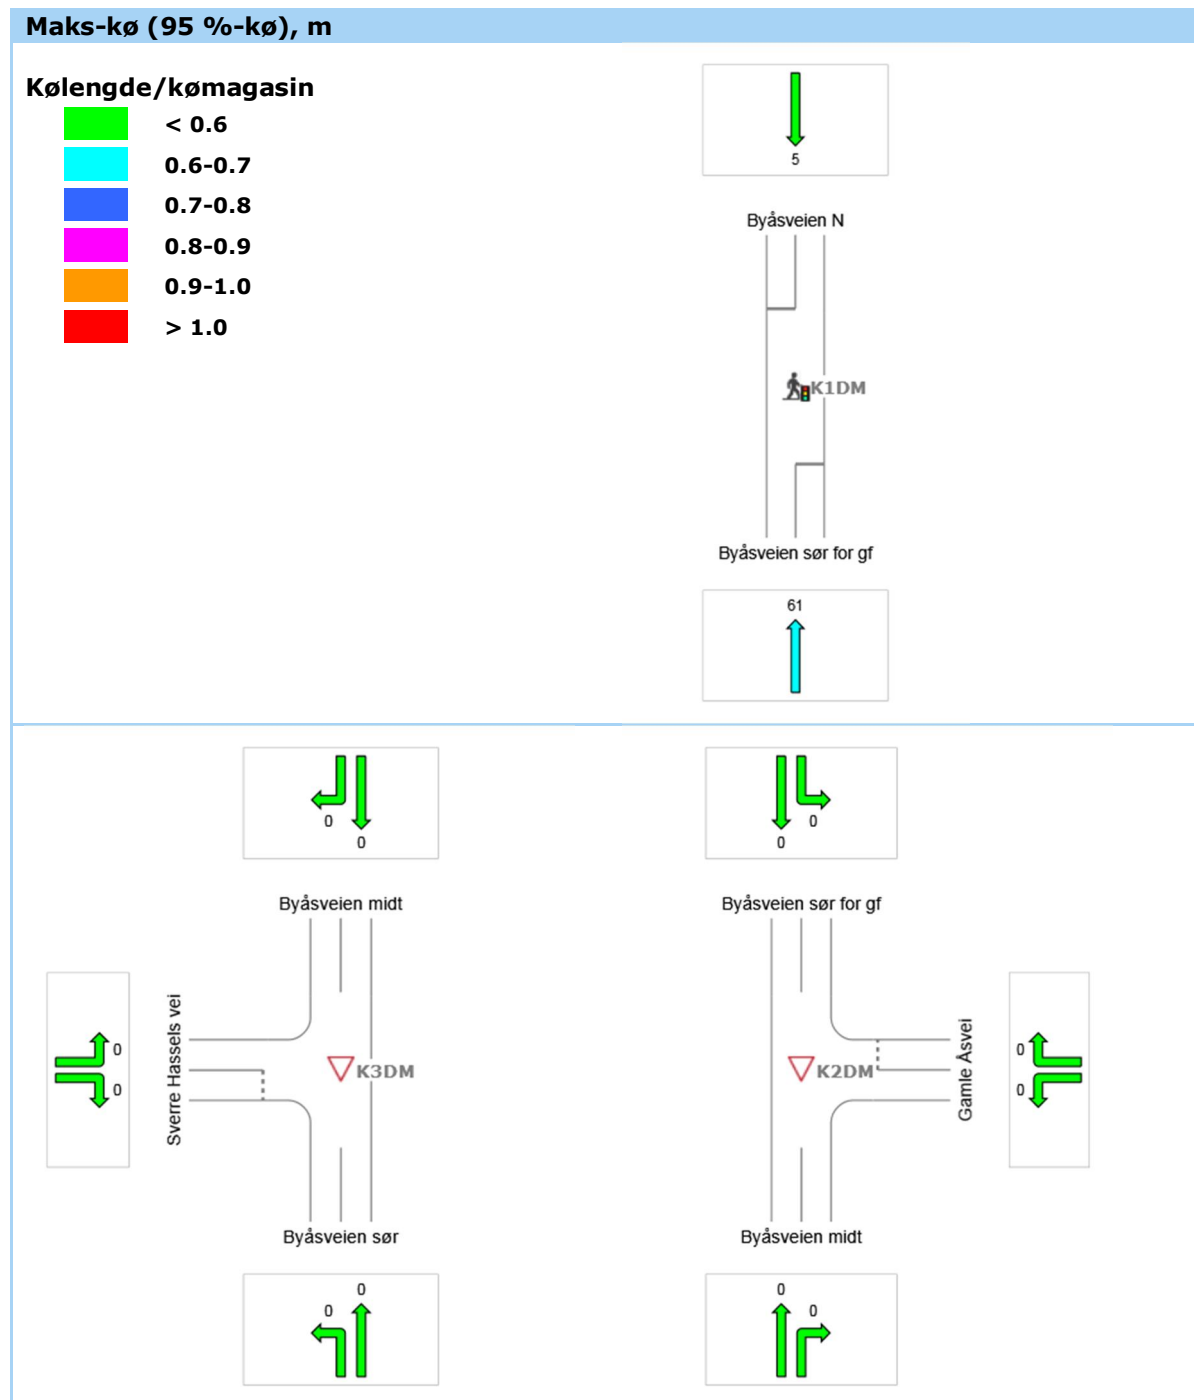 Maks-kø (95 %-kø), m
Kølengde/kømagasin
< 0.6
0.6-0.7
0.7-0.8
0.8-0.9
0.9-1.0
> 1.0
5
Byåsveien N
K1DM
Byåsveien sør for gf
61
0
0
Byåsveien midt
Sverre Hassels vei
0
0
K3DM
Byåsveien sør
0
0
0
0
Byåsveien sør for gf
K2DM
Gamle Åsvei
0
0
Byåsveien midt
0
0